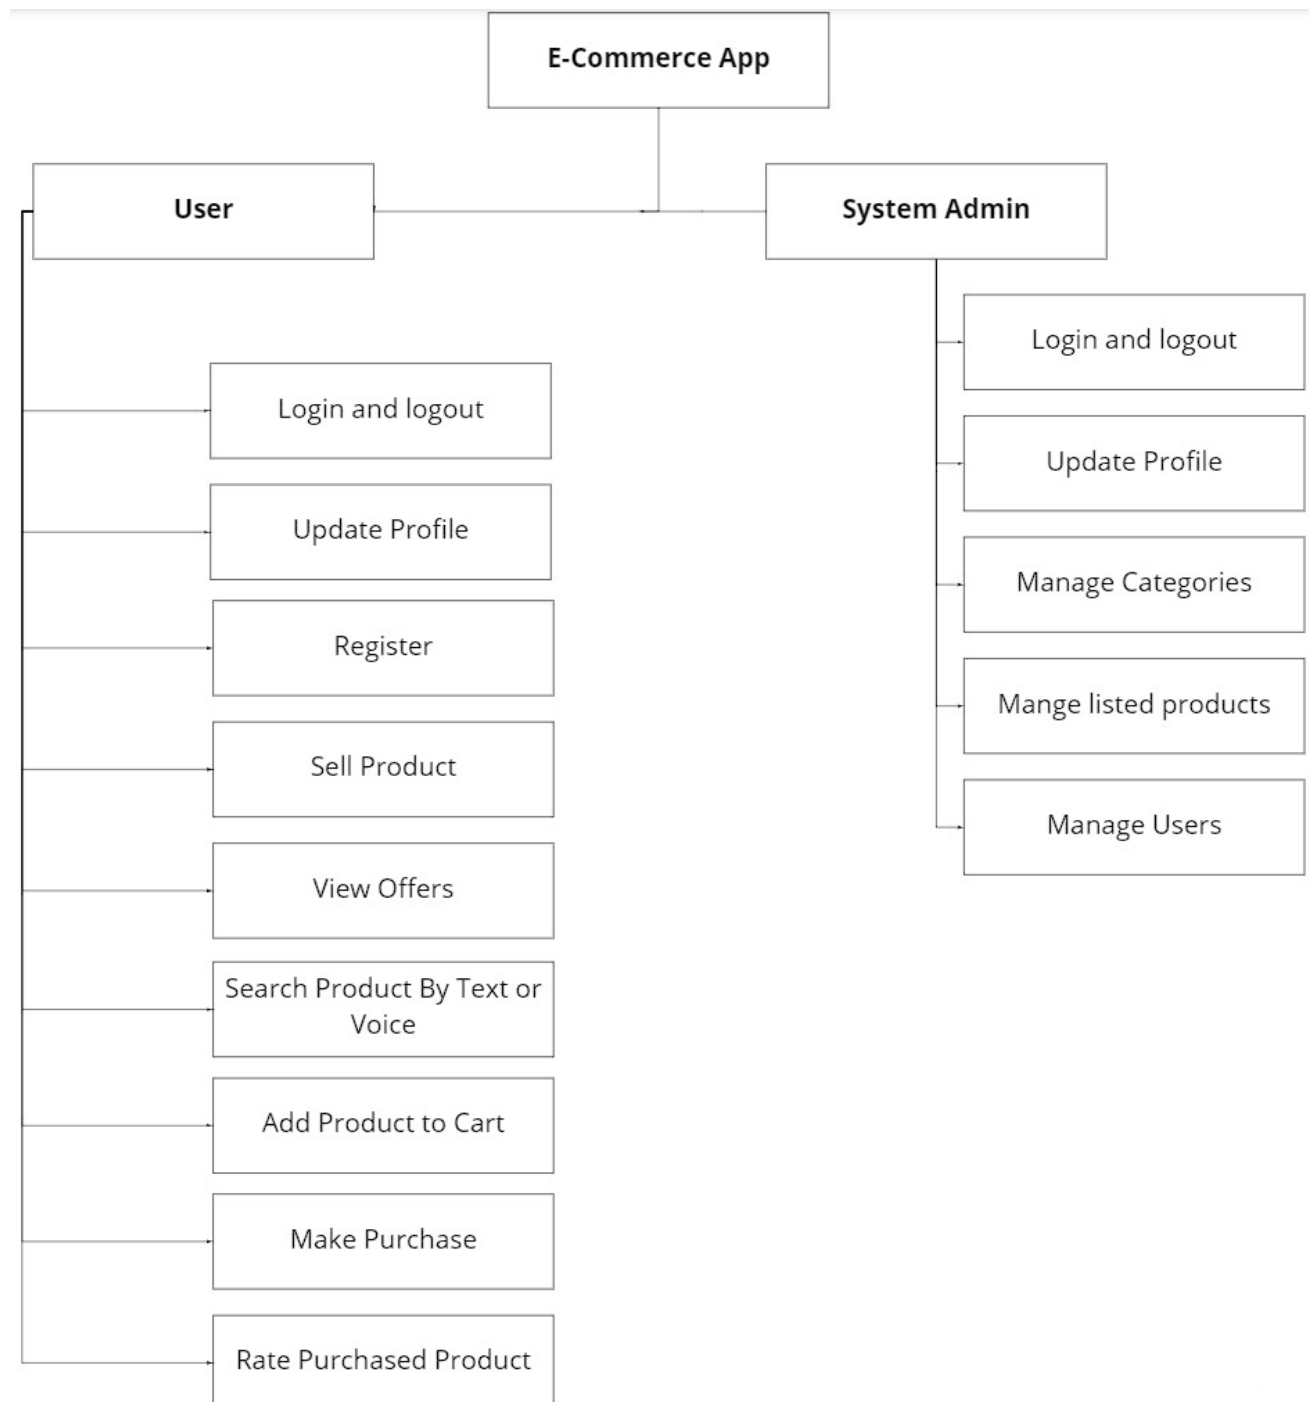 E-Commerce App
User
System Admin
Login and logout
Update Profile
Register
Sell Product
View Offers
Search Product By Text or
Voice
Add Product to Cart
Make Purchase
Rate Purchased Product
Login and logout
Update Profile
Manage Categories
Mange listed products
Manage Users